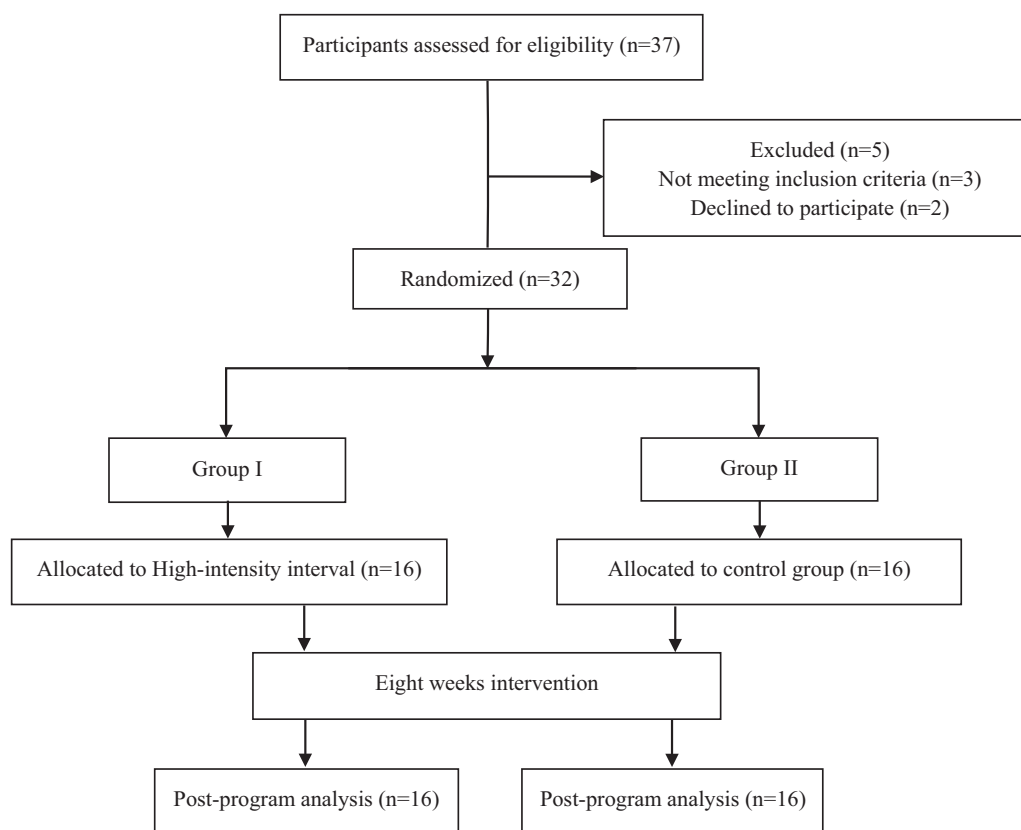 Participants assessed for eligibility (n=37)
Excluded (n=5)
Not meeting inclusion criteria (n=3)
Declined to participate (n=2)
Randomized (n=32)
Group I
Group II
Allocated to High-intensity interval (n=16)
Allocated to control group (n=16)
Eight weeks intervention
Post-program analysis (n=16)
Post-program analysis (n=16)